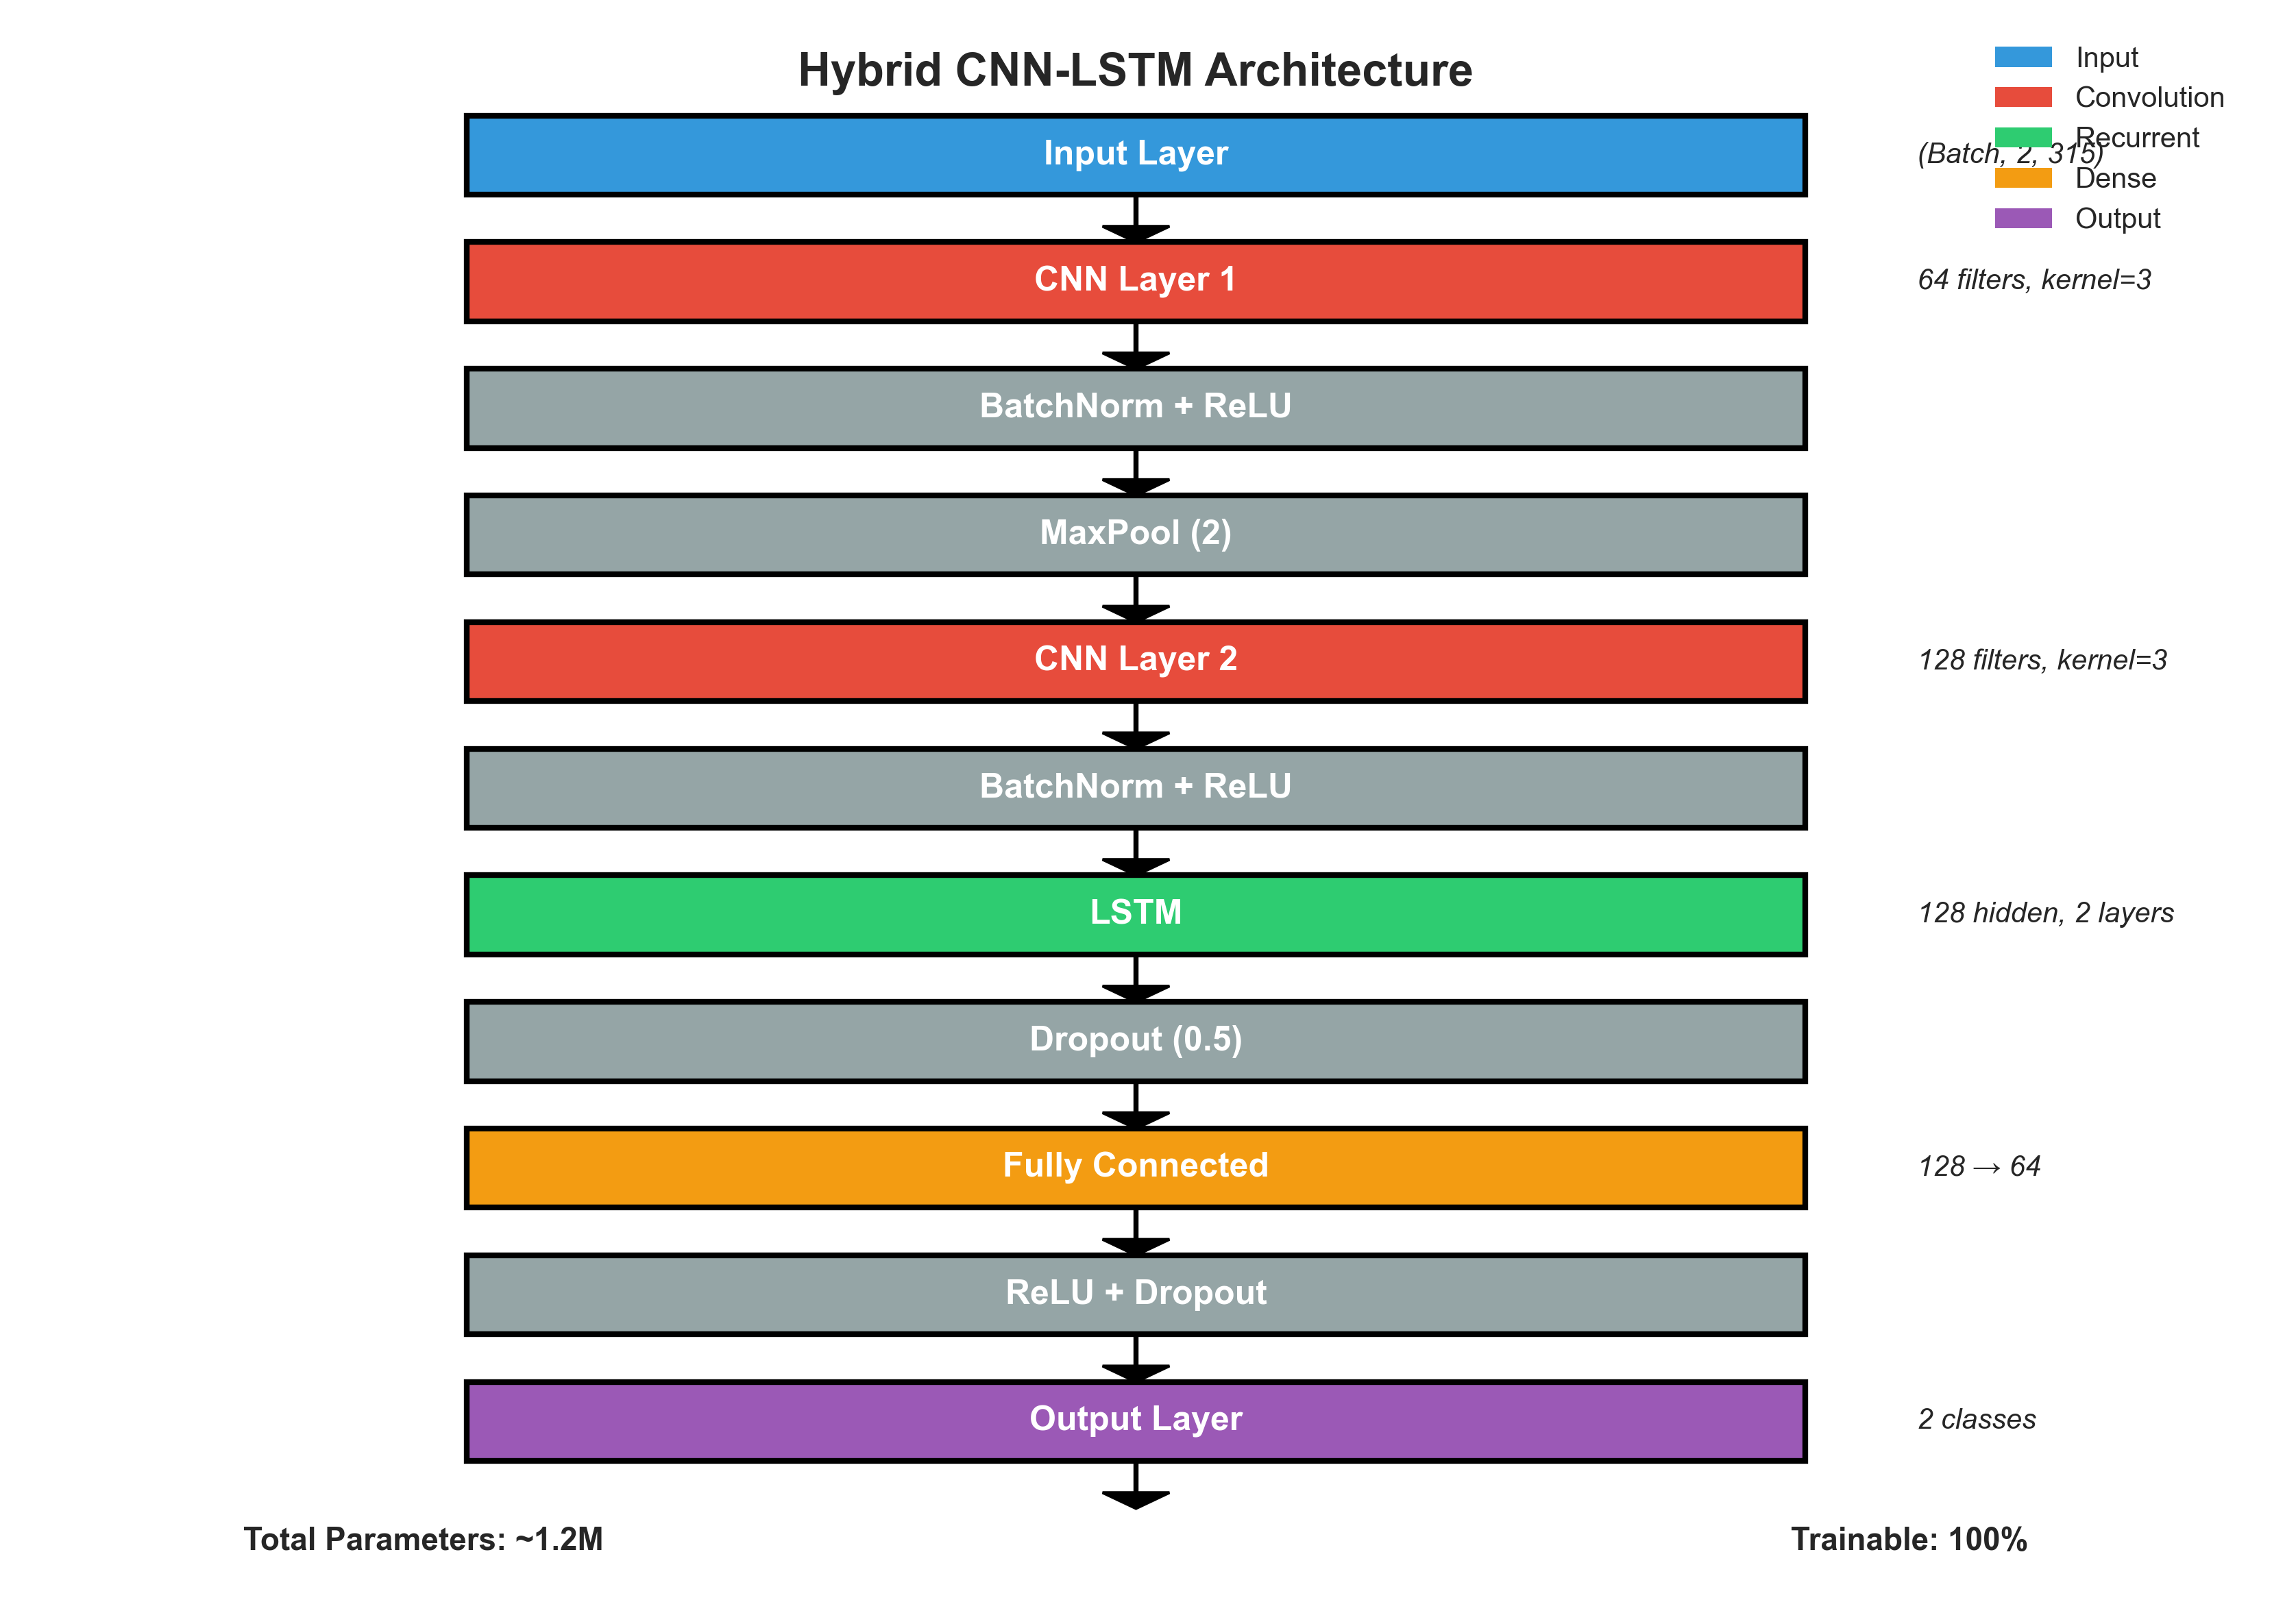 Hybrid CNN-LSTM Architecture
Input
Convolution
Recurrent
Dense
Output
Input Layer
(Batch, 2, 315)
CNN Layer 1
64 filters, kernel=3
BatchNorm + ReLU
MaxPool (2)
CNN Layer 2
128 filters, kernel=3
BatchNorm + ReLU
LSTM
128 hidden, 2 layers
Dropout (0.5)
Fully Connected
128 → 64
ReLU + Dropout
Output Layer
2 classes
Total Parameters: ~1.2M
Trainable: 100%